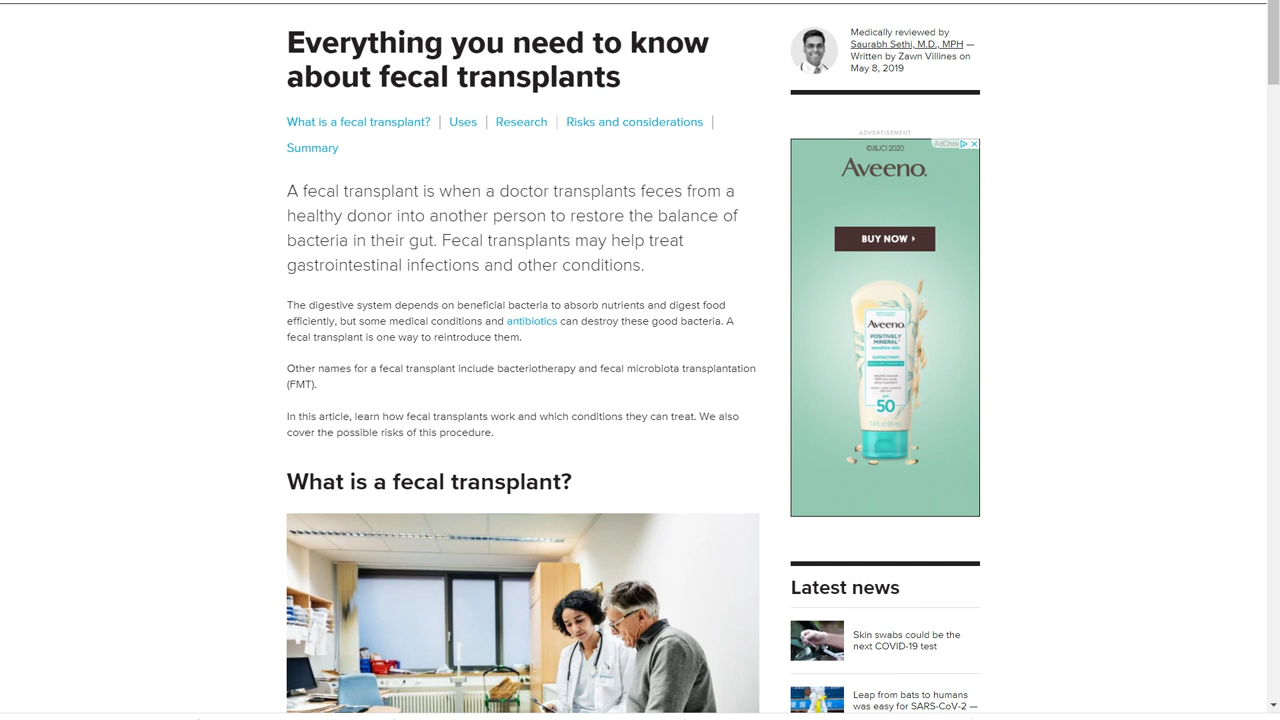 Everything you need to know
about fecal transplants
What is a fecal transplant? | Uses | Research | Risks and considerations |
Summary
A fecal transplant is when a doctor transplants feces from a
healthy donor into another person to restore the balance of
bacteria in their gut. Fecal transplants may help treat
gastrointestinal infections and other conditions.
The digestive system depends on beneficial bacteria to absorb nutrients and digest food
efficiently, but some medical conditions and antibiotics can destroy these good bacteria. A
fecal transplant is one way to reintroduce them.
Other names for a fecal transplant include bacteriotherapy and fecal microbiota transplantation
(FMT).
In this article, learn how fecal transplants work and which conditions they can treat. We also
cover the possible risks of this procedure.
What is a fecal transplant?
Medically reviewed by
Saurabh Sethi, M.D., MPH —
Written by Zawn Villines on
May 8, 2019
ADVERTISEMENT
©J&JCI 2020
Aveeno.
BUY NOW
Aveeno
POSITIVELY
MINERAL™
sensitive skin
sunscreen
50
Latest news
Skin swabs could be the
next COVID-19 test
Leap from bats to humans
was easy for SARS-CoV-2 —